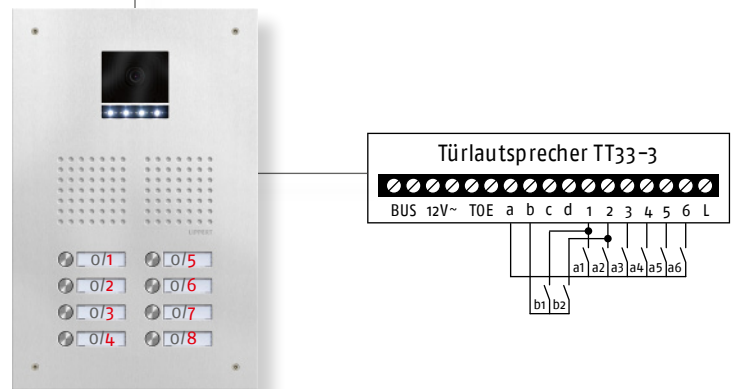 LIPPERT
0/1 0/5
0/2 0/6
0/3 0/7
0/4 0/8
Türlautsprecher TT33-3
BUS 12V~ TOE a b c d 1 2 3 4 5 6 L
a1 a2 a3 a4 a5 a6
b1 b2